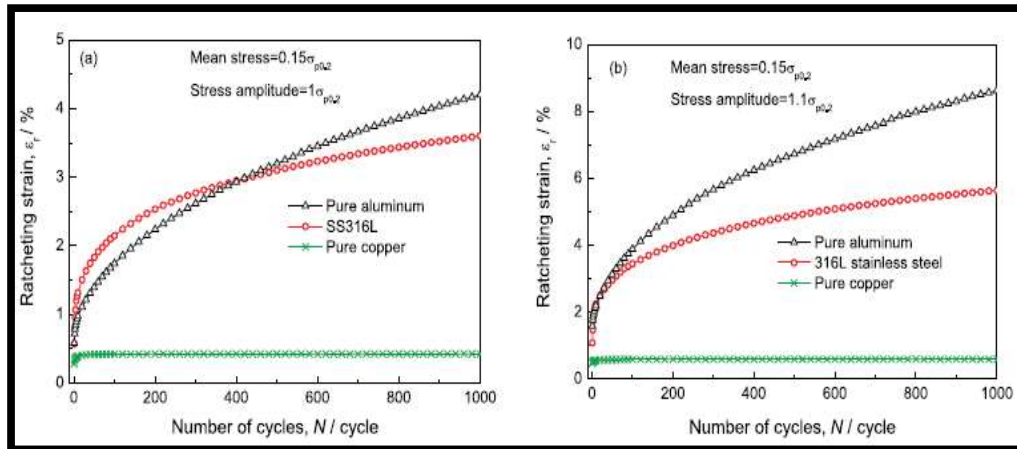 (a)
Mean stress=0.15σp0.2
Stress amplitude=1σp0.2
Ratcheting strain, εr / %
5
4
3
2
1
0
Pure aluminum
SS316L
Pure copper
0 200 400 600 800 1000
Number of cycles, N / cycle
(b)
Mean stress=0.15σp0.2
Stress amplitude=1.1σp0.2
Ratcheting strain, εr / %
10
8
6
4
2
0
Pure aluminum
316L stainless steel
Pure copper
0 200 400 600 800 1000
Number of cycles, N / cycle